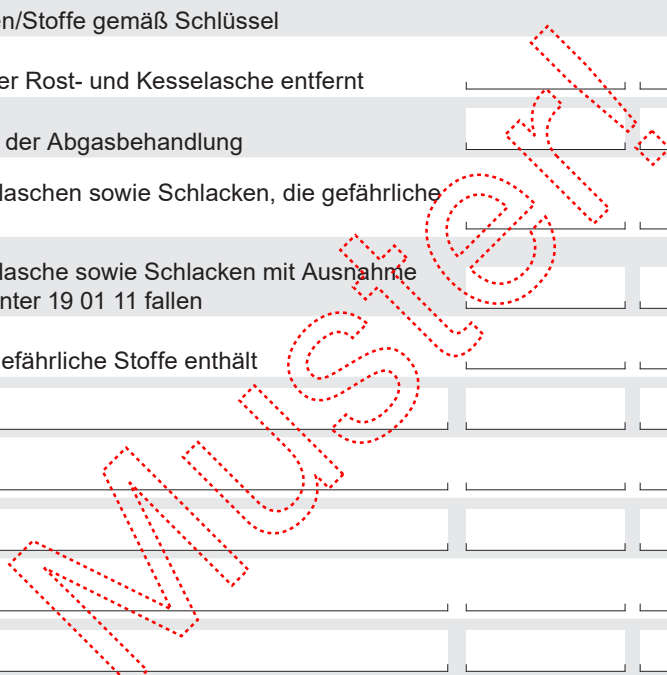 en/Stoffe gemäß Schlüssel
er Rost- und Kesselasche entfernt
der Abgasbehandlung
laschen sowie Schlacken, die gefährliche
lasche sowie Schlacken mit Ausnahme
nter 19 01 11 fallen
efährliche Stoffe enthält
Muster!